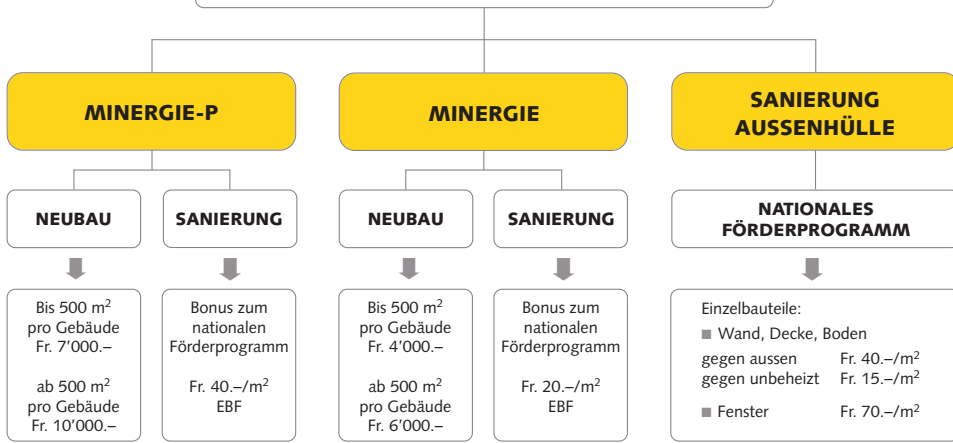 MINERGIE-P
MINERGIE
SANIERUNG
AUSSENHÜLLE
NEUBAU
SANIERUNG
NEUBAU
SANIERUNG
NATIONALES
FÖRDERPROGRAMM
Bis 500 m²
pro Gebäude
Fr. 7’000.–
ab 500 m²
pro Gebäude
Fr. 10’000.–
Bonus zum
nationalen
Förderprogramm
Fr. 40.–/m²
EBF
Bis 500 m²
pro Gebäude
Fr. 4’000.–
ab 500 m²
pro Gebäude
Fr. 6’000.–
Bonus zum
nationalen
Förderprogramm
Fr. 20.–/m²
EBF
Einzelbauteile:
■ Wand, Decke, Boden
gegen aussen Fr. 40.–/m²
gegen unbeheizt Fr. 15.–/m²
■ Fenster Fr. 70.–/m²